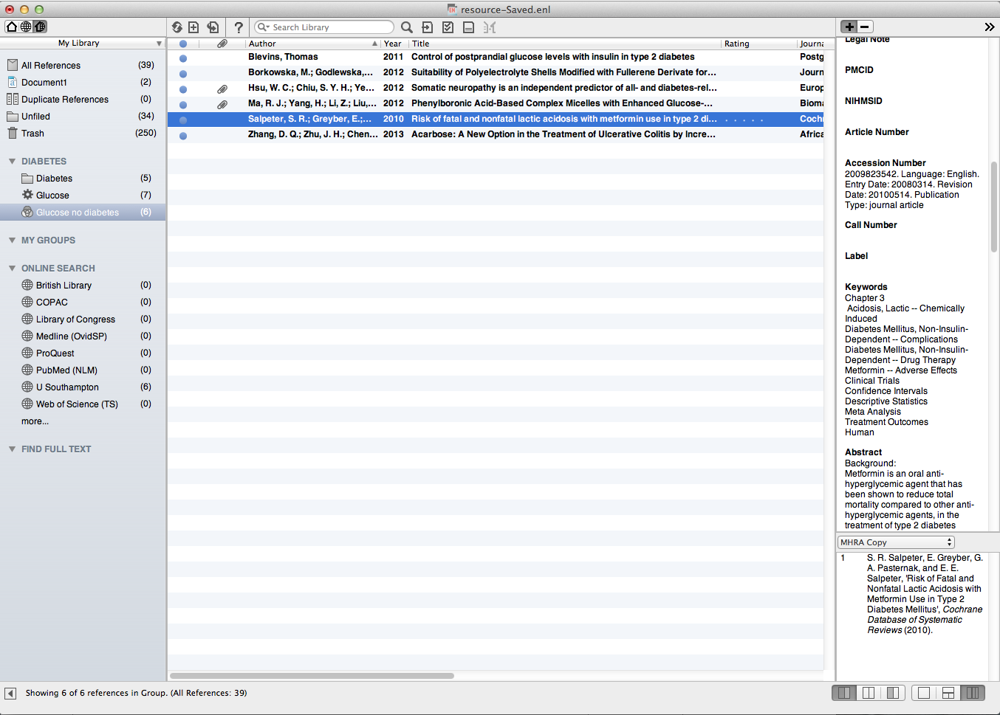 resource-Saved.enl
? Search Library
My Library
All References (39)
Document1 (2)
Duplicate References (0)
Unfiled (34)
Trash (250)
DIABETES
Diabetes (5)
Glucose (7)
Glucose no diabetes (6)
MY GROUPS
ONLINE SEARCH
British Library (0)
COPAC (0)
Library of Congress (0)
Medline (OvidSP) (0)
ProQuest (0)
PubMed (NLM) (0)
U Southampton (6)
Web of Science (TS) (0)
more...
FIND FULL TEXT
Author Year Title Rating Journa
Blevins, Thomas 2011 Control of postprandial glucose levels with insulin in type 2 diabetes Postg
Borkowska, M.; Godlewska,... 2012 Suitability of Polyelectrolyte Shells Modified with Fullerene Derivate for... Journ
Hsu, W. C.; Chiu, S. Y. H.; Ye... 2012 Somatic neuropathy is an independent predictor of all- and diabetes-rel... Europ
Ma, R. J.; Yang, H.; Li, Z.; Liu,... 2012 Phenylboronic Acid-Based Complex Micelles with Enhanced Glucose-... Bioma
Salpeter, S. R.; Greyber, E.;... 2010 Risk of fatal and nonfatal lactic acidosis with metformin use in type 2 di... . . . . . Cochr
Zhang, D. Q.; Zhu, J. H.; Chen... 2013 Acarbose: A New Option in the Treatment of Ulcerative Colitis by Incre... Africa
Legal Note
PMCID
NIHMSID
Article Number
Accession Number
2009823542. Language: English.
Entry Date: 20080314. Revision
Date: 20100514. Publication
Type: journal article
Call Number
Label
Keywords
Chapter 3
Acidosis, Lactic -- Chemically
Induced
Diabetes Mellitus, Non-Insulin-
Dependent -- Complications
Diabetes Mellitus, Non-Insulin-
Dependent -- Drug Therapy
Metformin -- Adverse Effects
Clinical Trials
Confidence Intervals
Descriptive Statistics
Meta Analysis
Treatment Outcomes
Human
Abstract
Background:
Metformin is an oral anti-
hyperglycemic agent that has
been shown to reduce total
mortality compared to other anti-
hyperglycemic agents, in the
treatment of type 2 diabetes
MHRA Copy
1 S. R. Salpeter, E. Greyber, G.
A. Pasternak, and E. E.
Salpeter, 'Risk of Fatal and
Nonfatal Lactic Acidosis with
Metformin Use in Type 2
Diabetes Mellitus', Cochrane
Database of Systematic
Reviews (2010).
Showing 6 of 6 references in Group. (All References: 39)